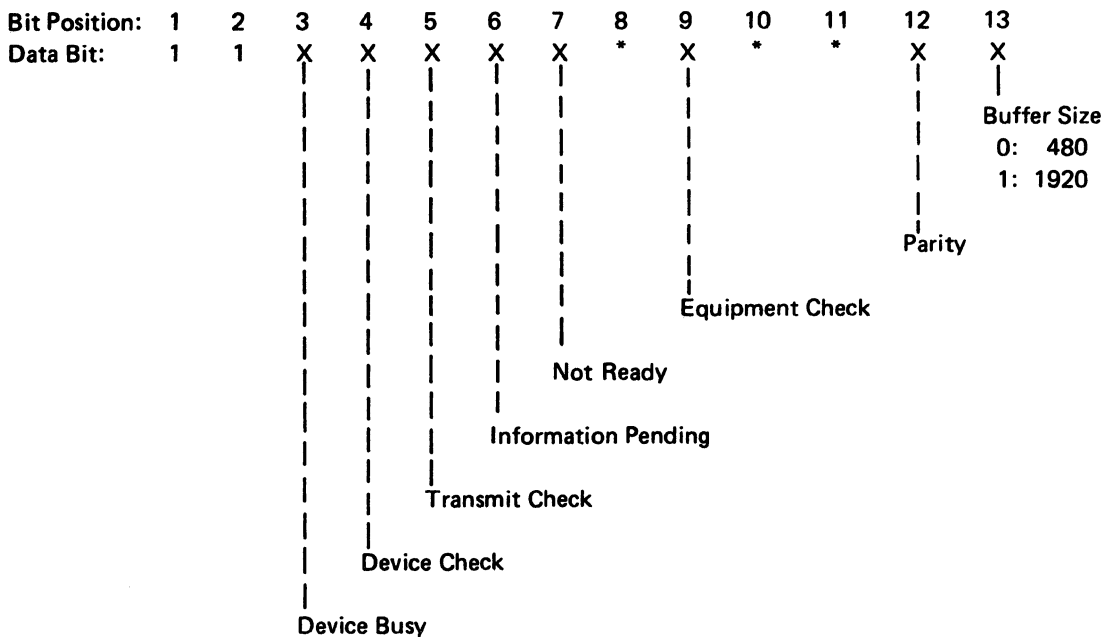 Bit Position: 1 2 3 4 5 6 7 8 9 10 11 12 13
Data Bit: 1 1 X X X X X * X * * X X
Buffer Size
0: 480
1: 1920
Parity
Equipment Check
Not Ready
Information Pending
Transmit Check
Device Check
Device Busy